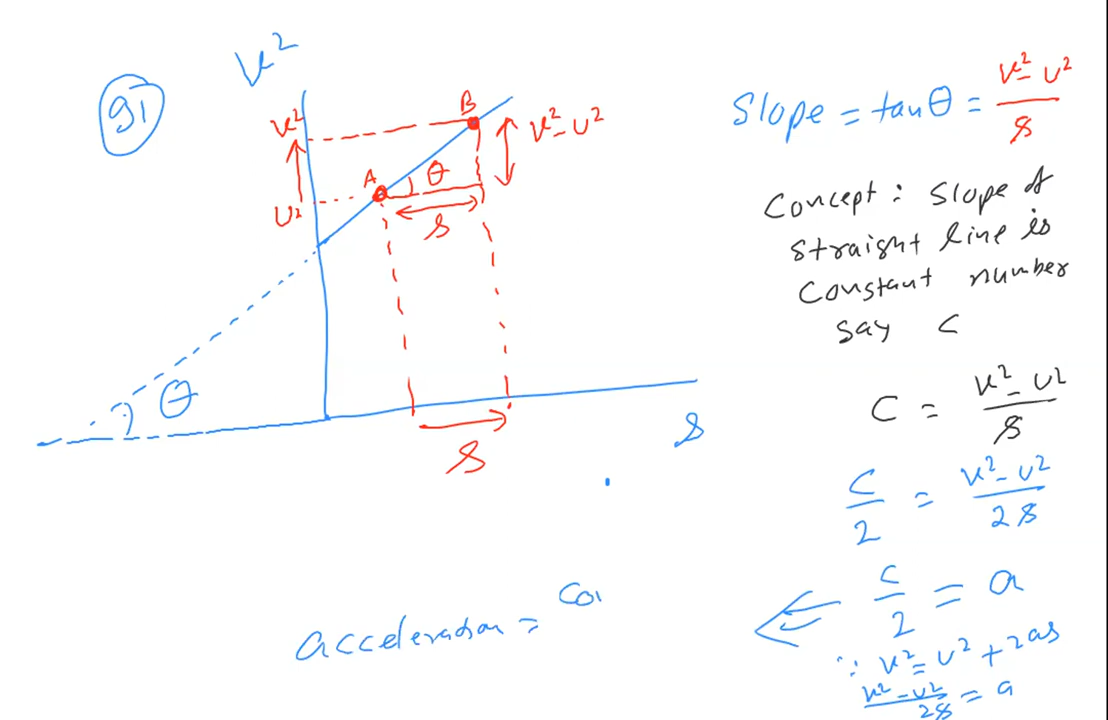 91
v²
v²
B
v² - u²
A
θ
u²
s
θ
s
s
Slope = tanθ = v² - u² / s
Concept : Slope of
straight line is
constant number
say C
C = v² - u² / s
C / 2 = v² - u² / 2s
C / 2 = a
∵ v² = u² + 2as
v² - u² / 2s = a
acceleration = con